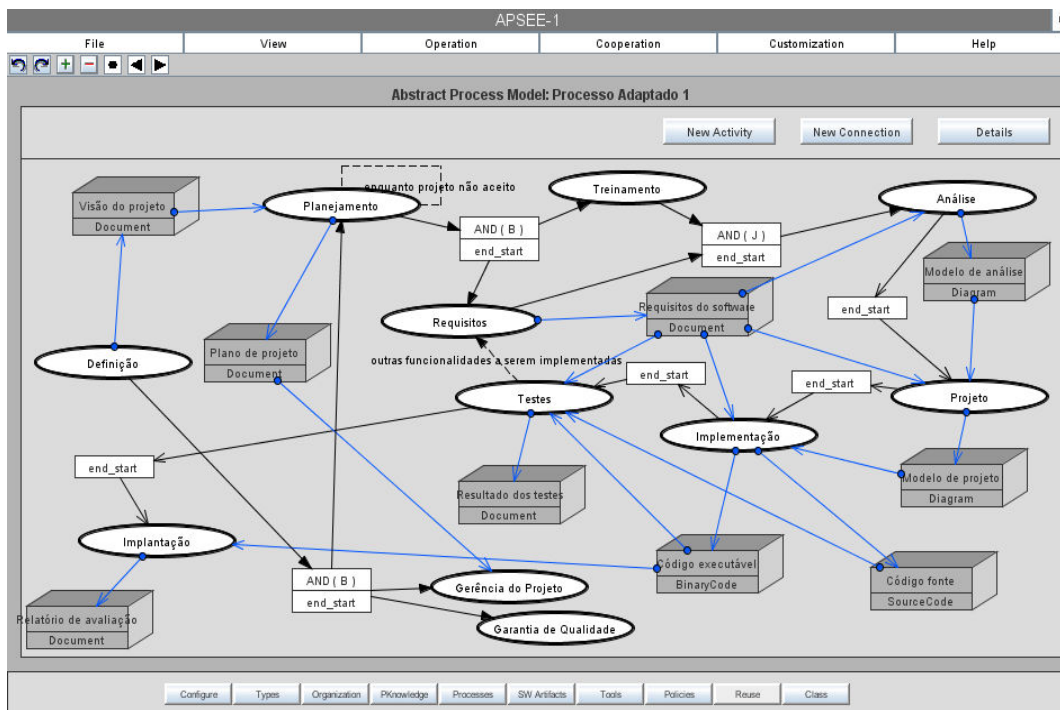 APSEE-1
File View Operation Cooperation Customization Help
Abstract Process Model: Processo Adaptado 1
New Activity New Connection Details
enquanto projeto não aceito
Treinamento
Planejamento
Análise
Visão do projeto
Document
AND ( B )
end_start
AND ( J )
end_start
Modelo de análise
Diagram
Requisitos do software
Document
end_start
Requisitos
Plano de projeto
Document
Definição
outras funcionalidades a serem implementadas
end_start
end_start
Testes
Projeto
Implementação
end_start
Modelo de projeto
Diagram
Resultado dos testes
Document
Implantação
Código executável
BinaryCode
Código fonte
SourceCode
AND ( B )
end_start
Gerência do Projeto
Relatório de avaliação
Document
Garantia de Qualidade
Configure Types Organization PKnowledge Processes SW Artifacts Tools Policies Reuse Class